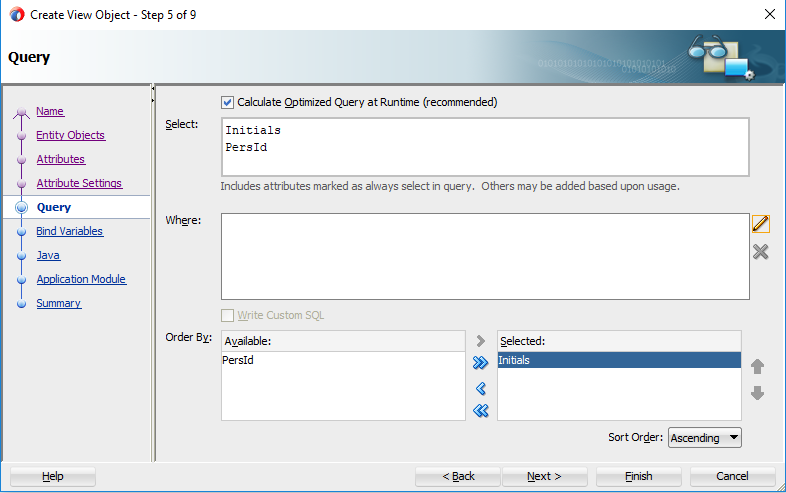 Create View Object - Step 5 of 9
Query
010101010101010101010101
01010101010
Name
Entity Objects
Attributes
Attribute Settings
Query
Bind Variables
Java
Application Module
Summary
Calculate Optimized Query at Runtime (recommended)
Select:
Initials
PersId
Includes attributes marked as always select in query. Others may be added based upon usage.
Where:
Write Custom SQL
Order By:
Available:
PersId
Selected:
Initials
Sort Order: Ascending
Help
< Back
Next >
Finish
Cancel